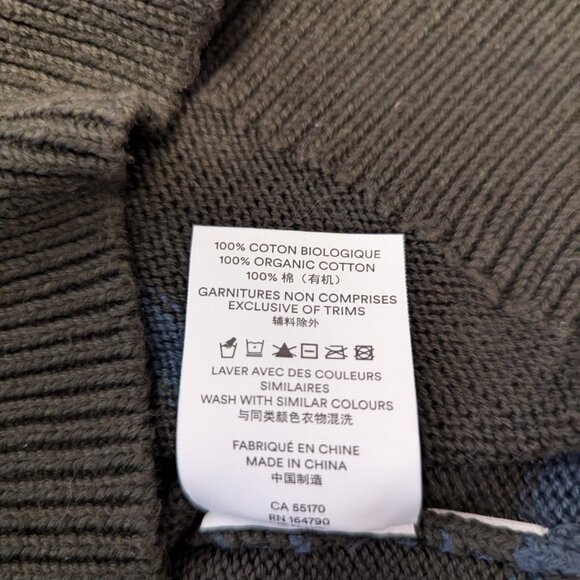 100% COTON BIOLOGIQUE
100% ORGANIC COTTON
100% 棉（有机）
GARNITURES NON COMPRISES
EXCLUSIVE OF TRIMS
辅料除外
LAVER AVEC DES COULEURS
SIMILAIRES
WASH WITH SIMILAR COLOURS
与同类颜色衣物混洗
FABRIQUÉ EN CHINE
MADE IN CHINA
中国制造
CA 55170
RN 164790